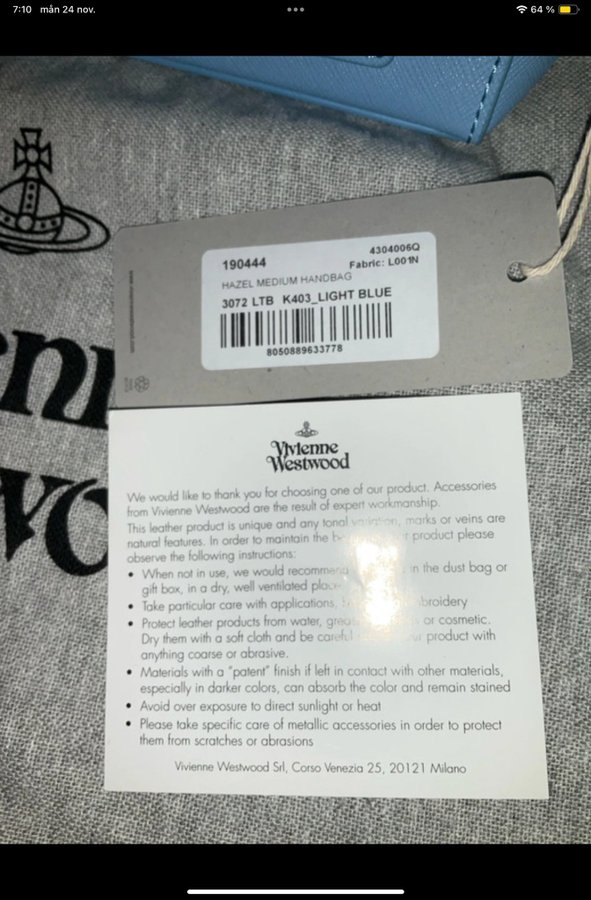 7:10 mån 24 nov.
64 %
190444
4304006Q
Fabric: L001N
HAZEL MEDIUM HANDBAG
3072 LTB K403_LIGHT BLUE
8050889633778
Vivienne
Westwood
We would like to thank you for choosing one of our product. Accessories
from Vivienne Westwood are the result of expert workmanship.
This leather product is unique and any tonal variation, marks or veins are
natural features. In order to maintain the product please
observe the following instructions:
• When not in use, we would recommend in the dust bag or
gift box, in a dry, well ventilated place
• Take particular care with applications, embroidery
• Protect leather products from water, or cosmetic.
Dry them with a soft cloth and be careful product with
anything coarse or abrasive.
• Materials with a "patent" finish if left in contact with other materials,
especially in darker colors, can absorb the color and remain stained
• Avoid over exposure to direct sunlight or heat
• Please take specific care of metallic accessories in order to protect
them from scratches or abrasions
Vivienne Westwood Srl, Corso Venezia 25, 20121 Milano